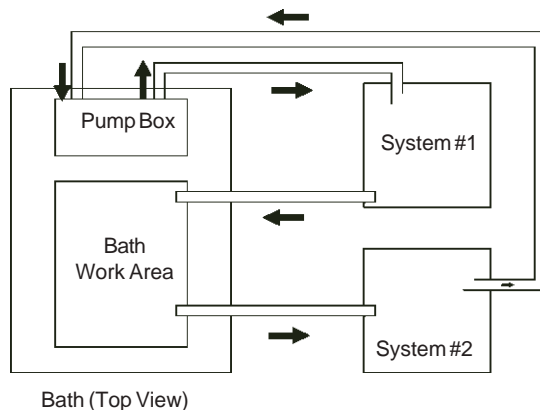 Pump Box
System #1
Bath
Work Area
System #2
Bath (Top View)